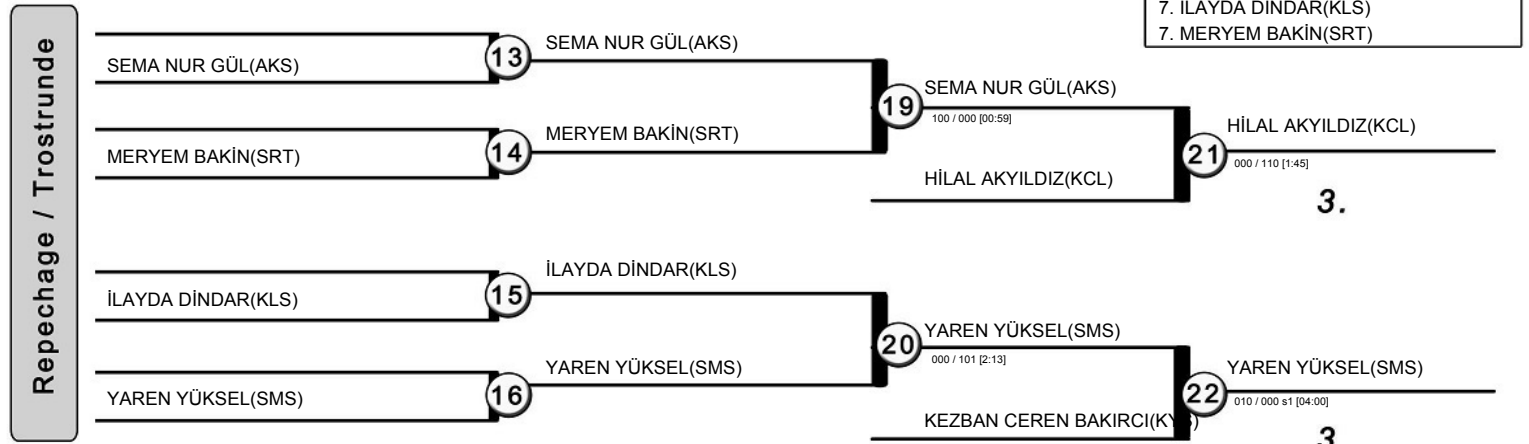 7. İLAYDA DİNDAR(KLS)
7. MERYEM BAKİN(SRT)
Repechage / Trostrunde
SEMA NUR GÜL(AKS)
13
SEMA NUR GÜL(AKS)
MERYEM BAKİN(SRT)
14
MERYEM BAKİN(SRT)
19
SEMA NUR GÜL(AKS)
100 / 000 [00:59]
HİLAL AKYILDIZ(KCL)
21
HİLAL AKYILDIZ(KCL)
000 / 110 [1:45]
3.
İLAYDA DİNDAR(KLS)
15
İLAYDA DİNDAR(KLS)
YAREN YÜKSEL(SMS)
16
YAREN YÜKSEL(SMS)
20
YAREN YÜKSEL(SMS)
000 / 101 [2:13]
KEZBAN CEREN
22
YAREN YÜKSEL(SMS)
010 / 000 s1 [04:00]
3